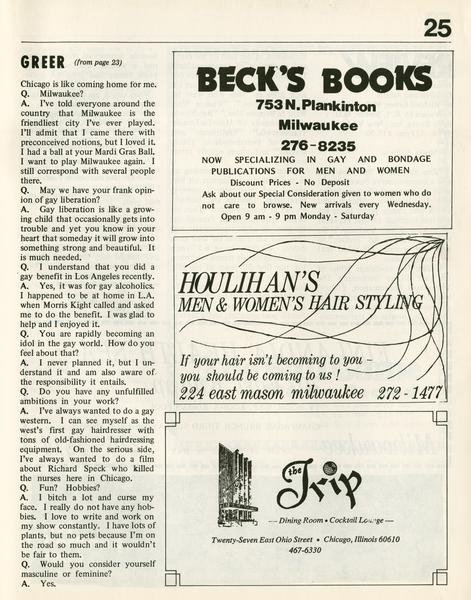 25
GREER (from page 23)
Chicago is like coming home for me.
Q. Milwaukee?
A. I've told everyone around the
country that Milwaukee is the
friendliest city I've ever played.
I'll admit that I came there with
preconceived notions, but I loved it.
I had a ball at your Mardi Gras Ball.
I want to play Milwaukee again. I
still correspond with several people
there.
Q. May we have your frank opin-
ion of gay liberation?
A. Gay liberation is like a grow-
ing child that occasionally gets into
trouble and yet you know in your
heart that someday it will grow into
something strong and beautiful. It
is much needed.
Q. I understand that you did a
gay benefit in Los Angeles recently.
A. Yes, it was for gay alcoholics.
I happened to be at home in L.A.
when Morris Kight called and asked
me to do the benefit. I was glad to
help and I enjoyed it.
Q. You are rapidly becoming an
idol in the gay world. How do you
feel about that?
A. I never planned it, but I un-
derstand it and am also aware of
the responsibility it entails.
Q. Do you have any unfulfilled
ambitions in your work?
A. I've always wanted to do a gay
western. I can see myself as the
west's first gay hairdresser with
tons of old-fashioned hairdressing
equipment. On the serious side,
I've always wanted to do a film
about Richard Speck who killed
the nurses here in Chicago.
Q. Fun? Hobbies?
A. I bitch a lot and curse my
face. I really do not have any hob-
bies. I love to write and work on
my show constantly. I have lots of
plants, but no pets because I'm on
the road so much and it wouldn't
be fair to them.
Q. Would you consider yourself
masculine or feminine?
A. Yes.
BECK'S BOOKS
753 N. Plankinton
Milwaukee
276-8235
NOW SPECIALIZING IN GAY AND BONDAGE
PUBLICATIONS FOR MEN AND WOMEN
Discount Prices - No Deposit
Ask about our Special Consideration given to women who do
not care to browse. New arrivals every Wednesday.
Open 9 am - 9 pm Monday - Saturday
HOULIHAN'S
MEN & WOMEN'S HAIR STYLING
If your hair isn't becoming to you -
you should be coming to us!
224 east mason milwaukee 272-1477
the Trip
Dining Room • Cocktail Lounge
Twenty-Seven East Ohio Street • Chicago, Illinois 60610
467-6330